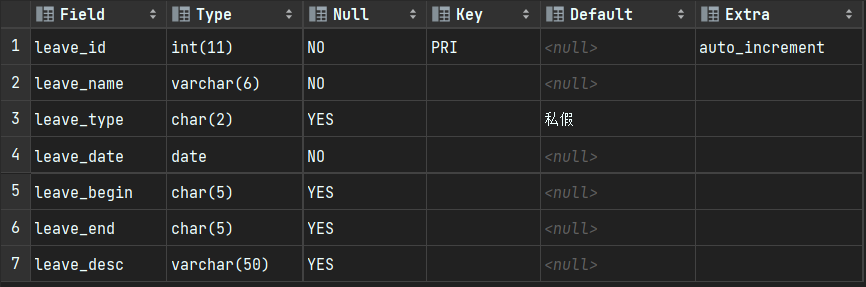 Field Type Null Key Default Extra
1 leave_id int(11) NO PRI <null> auto_increment
2 leave_name varchar(6) NO <null>
3 leave_type char(2) YES 私假
4 leave_date date NO <null>
5 leave_begin char(5) YES <null>
6 leave_end char(5) YES <null>
7 leave_desc varchar(50) YES <null>